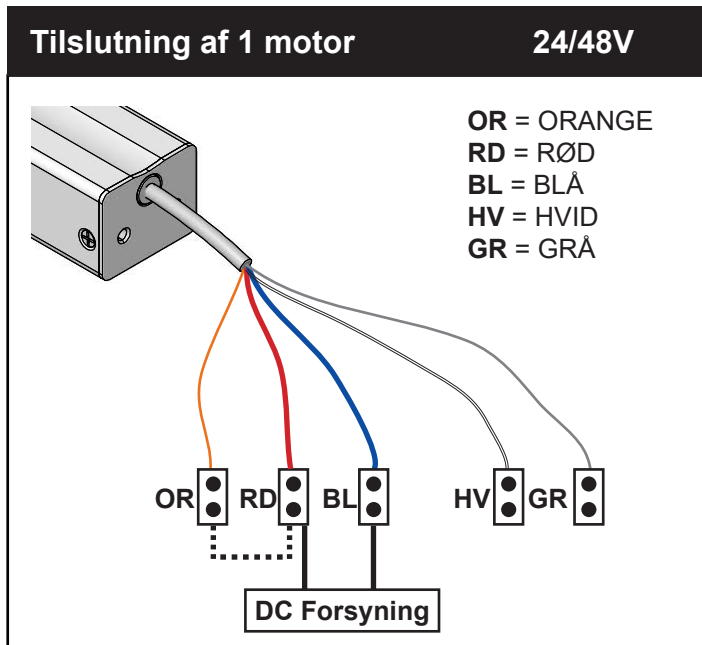 Tilslutning af 1 motor 24/48V
OR = ORANGE
RD = RØD
BL = BLÅ
HV = HVID
GR = GRÅ
OR RD BL HV GR
DC Forsyning